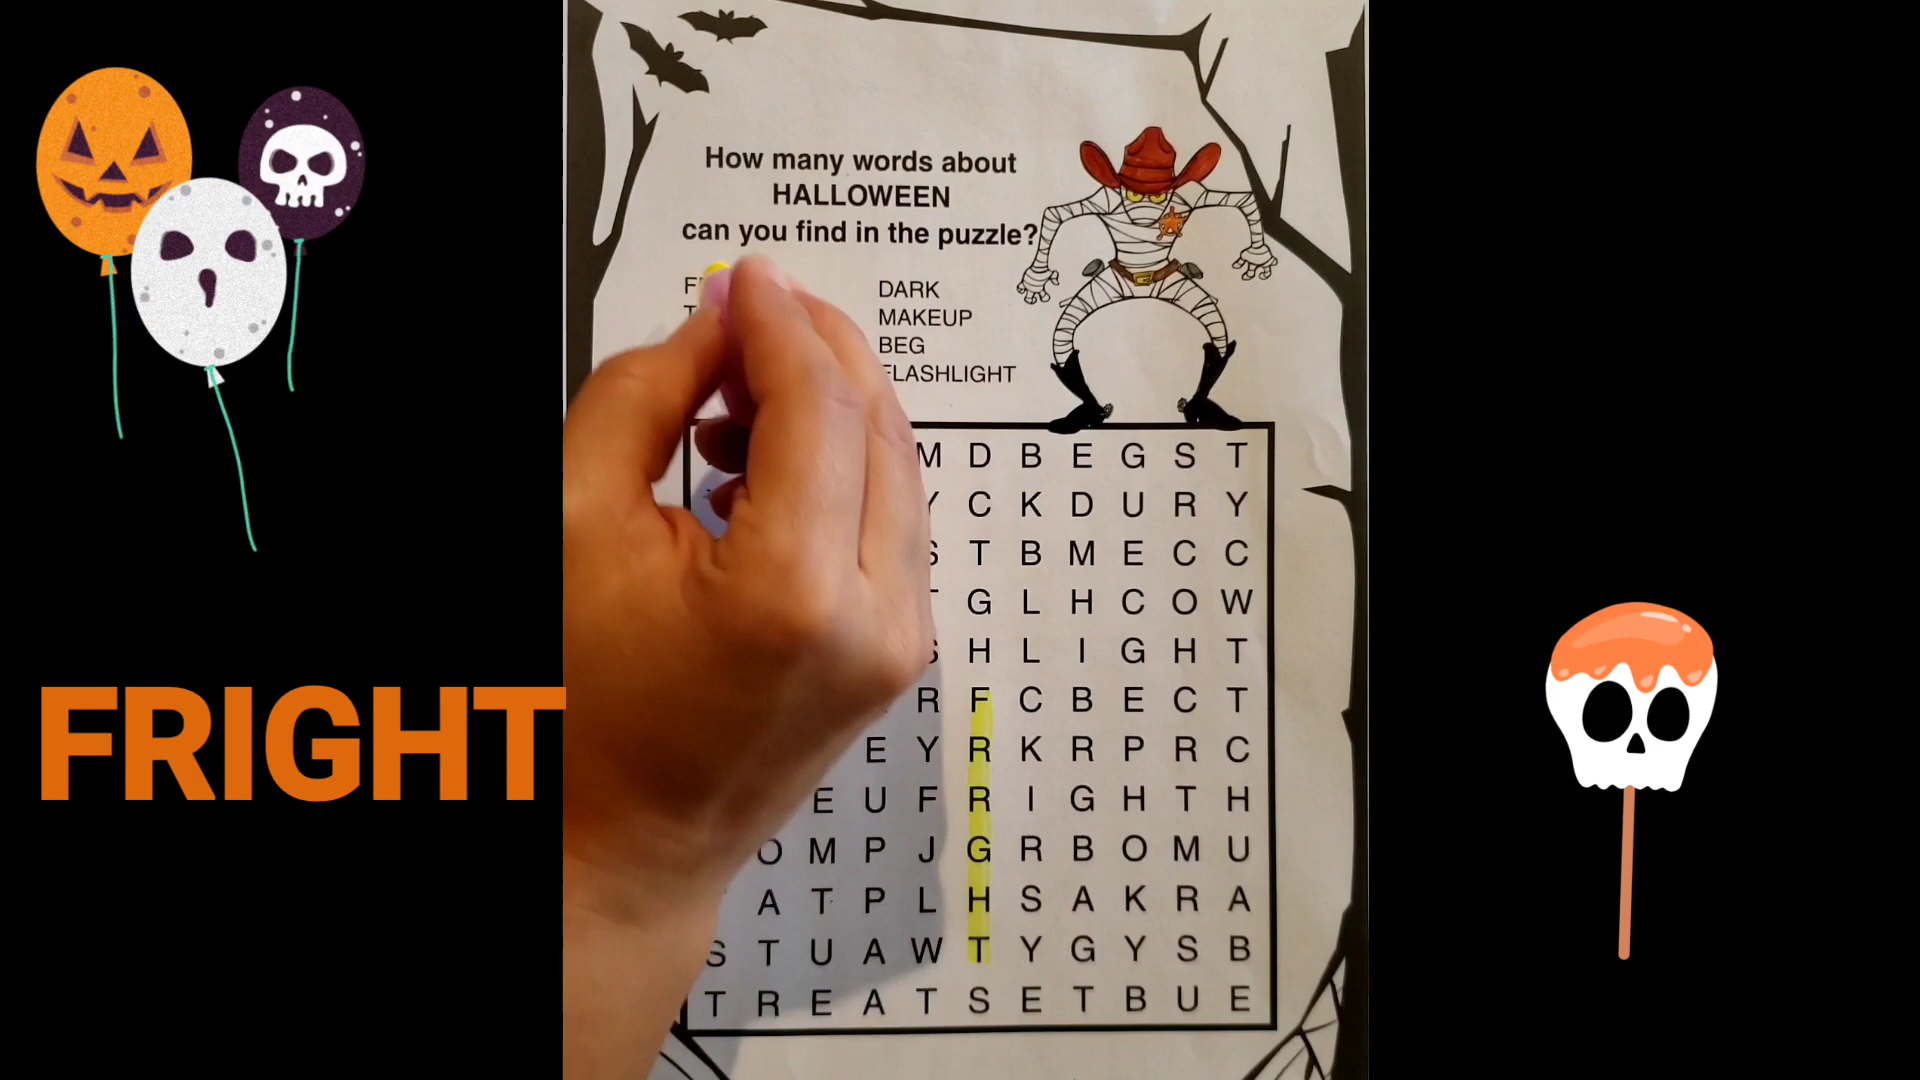 How many words about
HALLOWEEN
can you find in the puzzle?
DARK
MAKEUP
BEG
FLASHLIGHT
M D B E G S T
Y C K D U R Y
S T B M E C C
T G L H C O W
S H L I G H T
R F C B E C T
E Y R K R P R C
E U F R I G H T H
O M P J G R B O M U
A T P L H S A K R A
S T U A W T Y G Y S B
T R E A T S E T B U E
FRIGHT